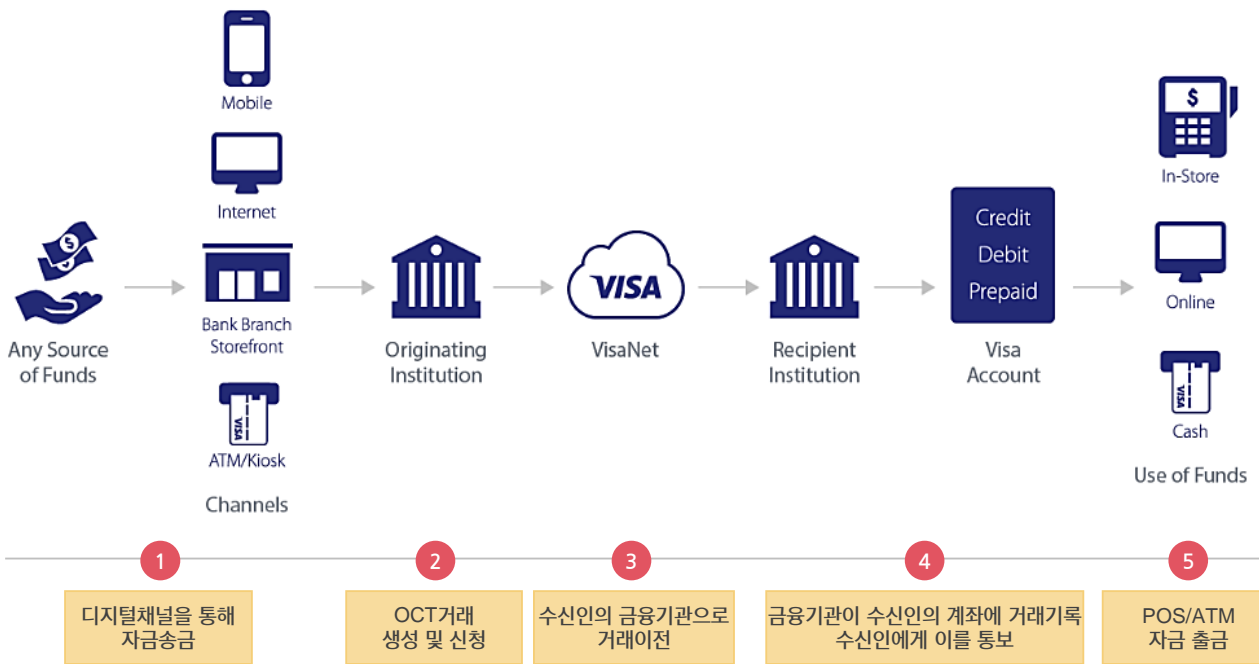 Mobile
Internet
Bank Branch
Storefront
ATM/Kiosk
Channels
Any Source
of Funds
Originating
Institution
VISA
VisaNet
Recipient
Institution
Credit
Debit
Prepaid
Visa
Account
$
In-Store
Online
VISA
Cash
Use of Funds
$
VISA
1
2
3
4
5
디지털채널을 통해
자금송금
OCT거래
생성 및 신청
수신인의 금융기관으로
거래이전
금융기관이 수신인의 계좌에 거래기록
수신인에게 이를 통보
POS/ATM
자금 출금